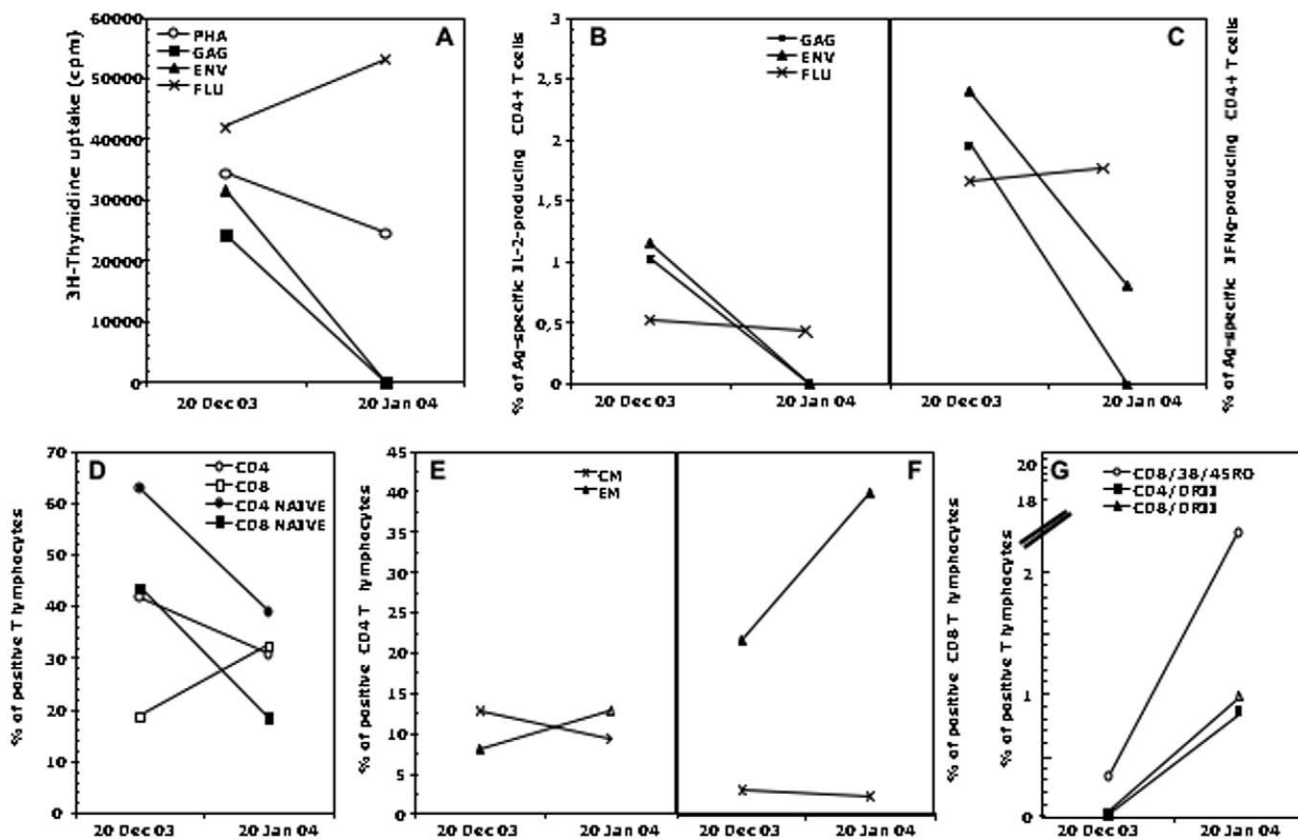 A
PHA
GAG
ENV
FLU
3H-Thymidine uptake (cpm)
60000
50000
40000
30000
20000
10000
0
20 Dec 03
20 Jan 04
B
GAG
ENV
FLU
% of Ag-specific IL-2-producing CD4+ T cells
3
2,5
2
1,5
1
0,5
0
20 Dec 03
20 Jan 04
C
% of Ag-specific IFNg-producing CD4+ T cells
20 Dec 03
20 Jan 04
D
CD4
CD8
CD4 NAIVE
CD8 NAIVE
% of positive T lymphacytes
70
60
50
40
30
20
10
0
20 Dec 03
20 Jan 04
E
CM
EM
% of positive CD4 T lymphacytes
45
40
35
30
25
20
15
10
5
0
20 Dec 03
20 Jan 04
F
% of positive CD8 T lymphacytes
20 Dec 03
20 Jan 04
G
CD8/38/45RO
CD4/DR
CD8/DR
% of positive T lymphacytes
20
18
2
1
0
20 Dec 03
20 Jan 04